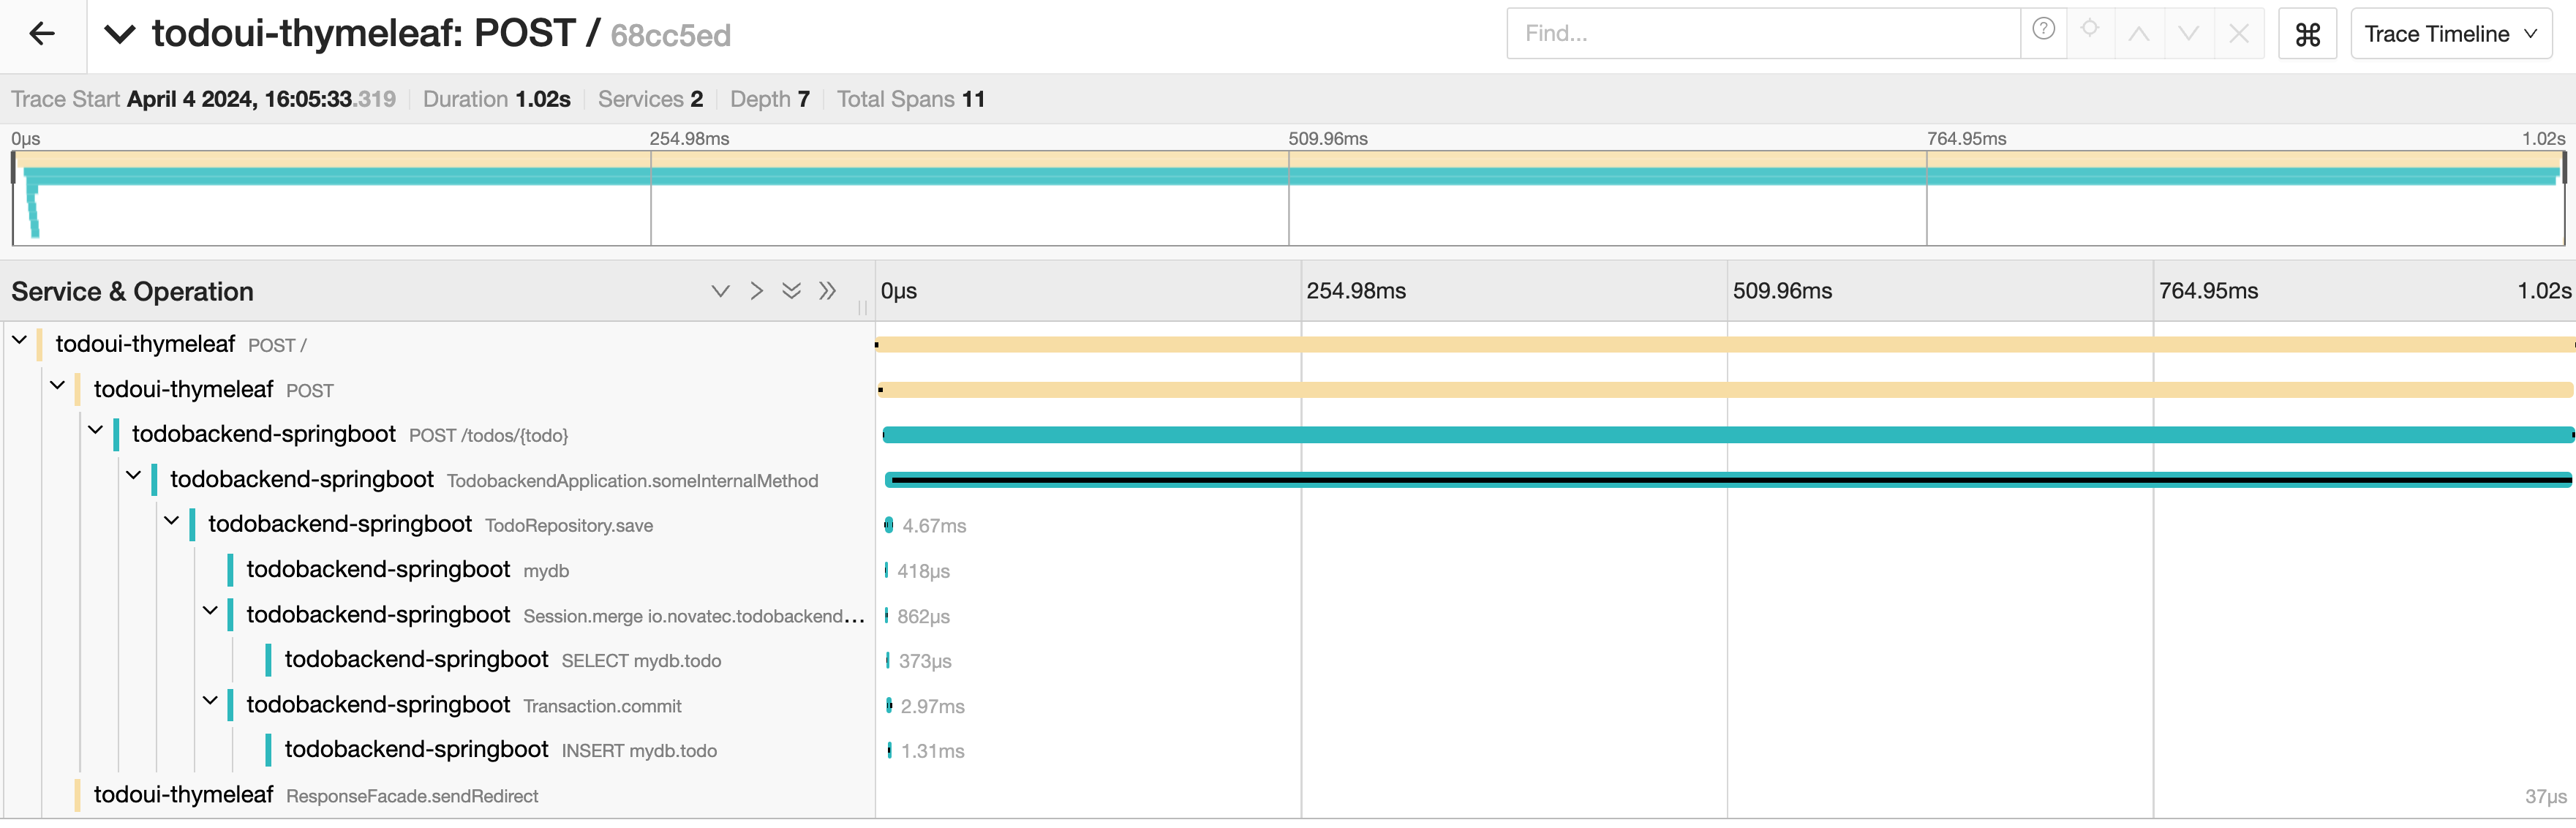 todoui-thymeleaf: POST / 68cc5ed
Find...
Trace Timeline
Trace Start April 4 2024, 16:05:33.319 Duration 1.02s Services 2 Depth 7 Total Spans 11
0μs 254.98ms 509.96ms 764.95ms 1.02s
Service & Operation 0μs 254.98ms 509.96ms 764.95ms 1.02s
todoui-thymeleaf POST /
todoui-thymeleaf POST
todobackend-springboot POST /todos/{todo}
todobackend-springboot TodobackendApplication.someInternalMethod
todobackend-springboot TodoRepository.save 4.67ms
todobackend-springboot mydb 418μs
todobackend-springboot Session.merge io.novatec.todobackend... 862μs
todobackend-springboot SELECT mydb.todo 373μs
todobackend-springboot Transaction.commit 2.97ms
todobackend-springboot INSERT mydb.todo 1.31ms
todoui-thymeleaf ResponseFacade.sendRedirect 37μs